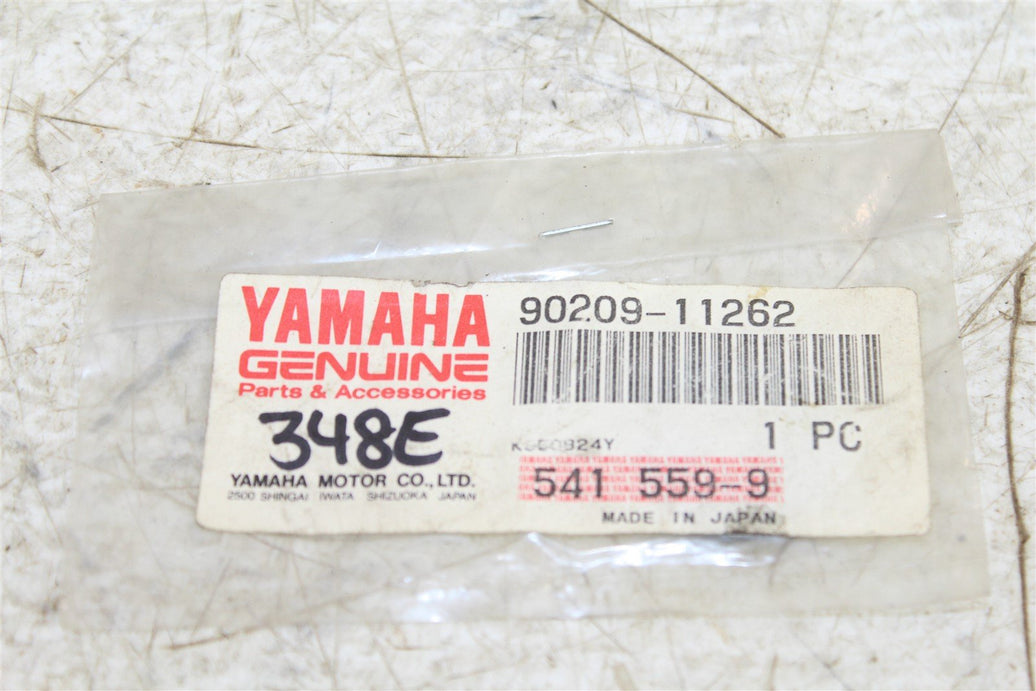 YAMAHA
GENUINE
Parts & Accessories
348E
YAMAHA MOTOR CO., LTD.
2500 SHINGAI IWATA SHIZUOKA JAPAN
90209-11262
1 PC
541 559-9
MADE IN JAPAN